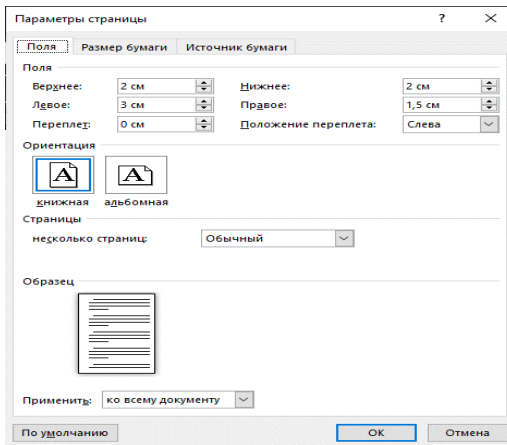 Параметры страницы ? ×
Поля Размер бумаги Источник бумаги
Поля
Верхнее: 2 см Нижнее: 2 см
Левое: 3 см Правое: 1,5 см
Переплет: 0 см Положение переплета: Слева
Ориентация
A A
книжная альбомная
Страницы
несколько страниц: Обычный
Образец
Применить: ко всему документу
По умолчанию ОК Отмена